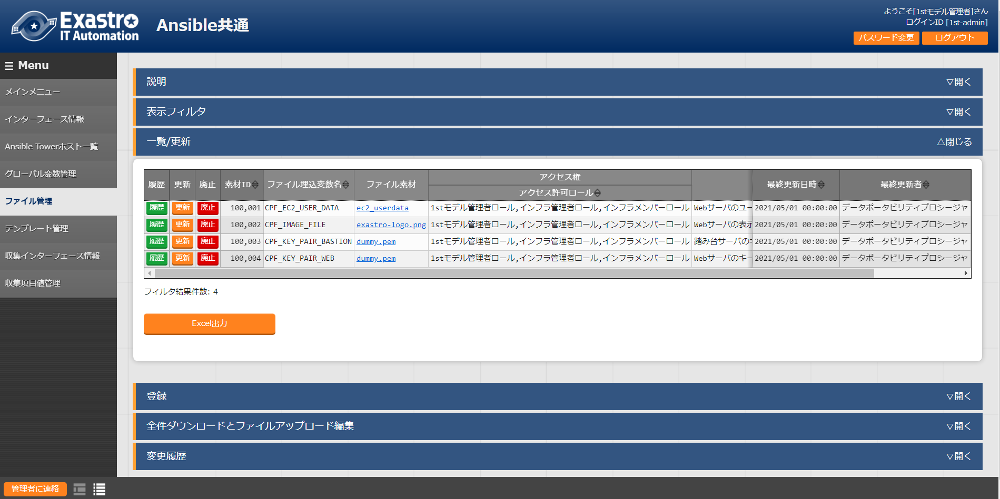 Exastro
IT Automation
Ansible共通
ようこそ[1stモデル管理者]さん
ログインID [1st-admin]
パスワード変更 ログアウト
Menu
メインメニュー
インターフェース情報
Ansible Towerホスト一覧
グローバル変数管理
ファイル管理
テンプレート管理
収集インターフェース情報
収集項目値管理
説明 ▽開く
表示フィルタ ▽開く
一覧/更新 △閉じる
履歴 更新 廃止 素材ID ファイル埋込変数名 ファイル素材 アクセス権 最終更新日時 最終更新者
アクセス許可ロール
履歴 更新 廃止 100,001 CPF_EC2_USER_DATA ec2_userdata 1stモデル管理者ロール,インフラ管理者ロール,インフラメンバーロール Webサーバのユー 2021/05/01 00:00:00 データポータビリティプロシージャ
履歴 更新 廃止 100,002 CPF_IMAGE_FILE exastro-logo.png 1stモデル管理者ロール,インフラ管理者ロール,インフラメンバーロール Webサーバの表示 2021/05/01 00:00:00 データポータビリティプロシージャ
履歴 更新 廃止 100,003 CPF_KEY_PAIR_BASTION dummy.pem 1stモデル管理者ロール,インフラ管理者ロール,インフラメンバーロール 踏み台サーバの 2021/05/01 00:00:00 データポータビリティプロシージャ
履歴 更新 廃止 100,004 CPF_KEY_PAIR_WEB dummy.pem 1stモデル管理者ロール,インフラ管理者ロール,インフラメンバーロール Webサーバのキー 2021/05/01 00:00:00 データポータビリティプロシージャ
フィルタ結果件数: 4
Excel出力
登録 ▽開く
全件ダウンロードとファイルアップロード編集 ▽開く
変更履歴 ▽開く
管理者に連絡